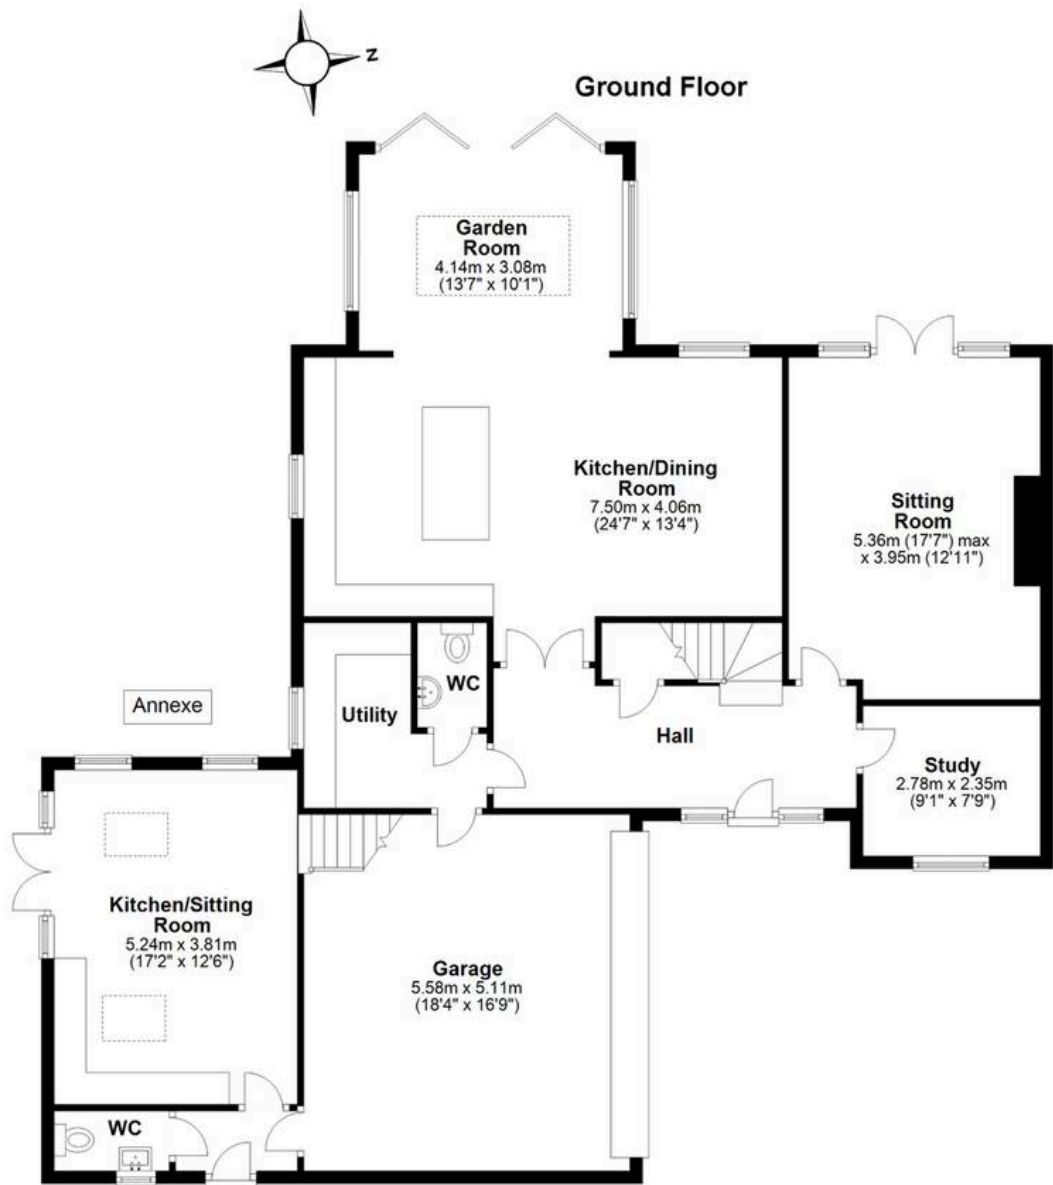 Z
Ground Floor
Garden
Room
4.14m x 3.08m
(13'7" x 10'1")
Kitchen/Dining
Room
7.50m x 4.06m
(24'7" x 13'4")
Sitting
Room
5.36m (17'7") max
x 3.95m (12'11")
WC
Utility
Annexe
Hall
Study
2.78m x 2.35m
(9'1" x 7'9")
Kitchen/Sitting
Room
5.24m x 3.81m
(17'2" x 12'6")
Garage
5.58m x 5.11m
(18'4" x 16'9")
WC